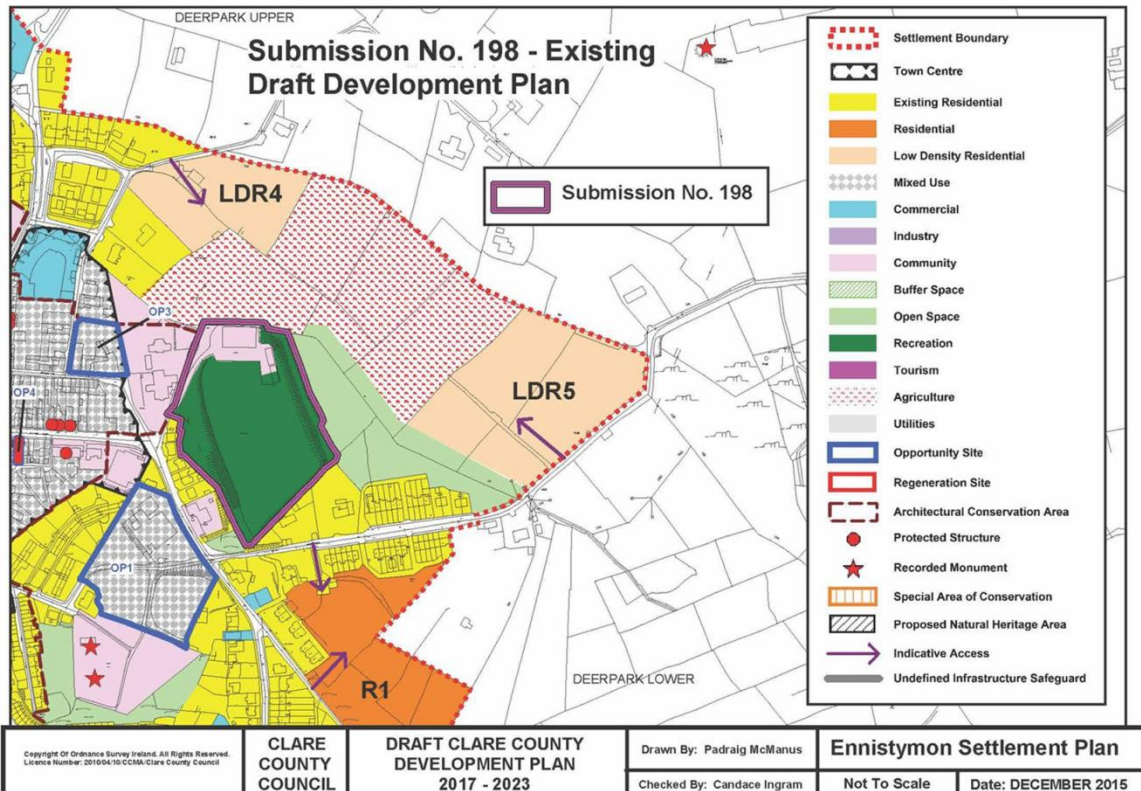 DEERPARK UPPER
Submission No. 198 - Existing
Draft Development Plan
Submission No. 198
LDR4
OP3
OP4
LDR5
OP1
R1
DEERPARK LOWER
Settlement Boundary
Town Centre
Existing Residential
Residential
Low Density Residential
Mixed Use
Commercial
Industry
Community
Buffer Space
Open Space
Recreation
Tourism
Agriculture
Utilities
Opportunity Site
Regeneration Site
Architectural Conservation Area
Protected Structure
Recorded Monument
Special Area of Conservation
Proposed Natural Heritage Area
Indicative Access
Undefined Infrastructure Safeguard
Copyright Of Ordnance Survey Ireland. All Rights Reserved.
Licence Number: 2010/04/10/CCMA/Clare County Council
CLARE
COUNTY
COUNCIL
DRAFT CLARE COUNTY
DEVELOPMENT PLAN
2017 - 2023
Drawn By: Padraig McManus
Checked By: Candace Ingram
Ennistymon Settlement Plan
Not To Scale
Date: DECEMBER 2015